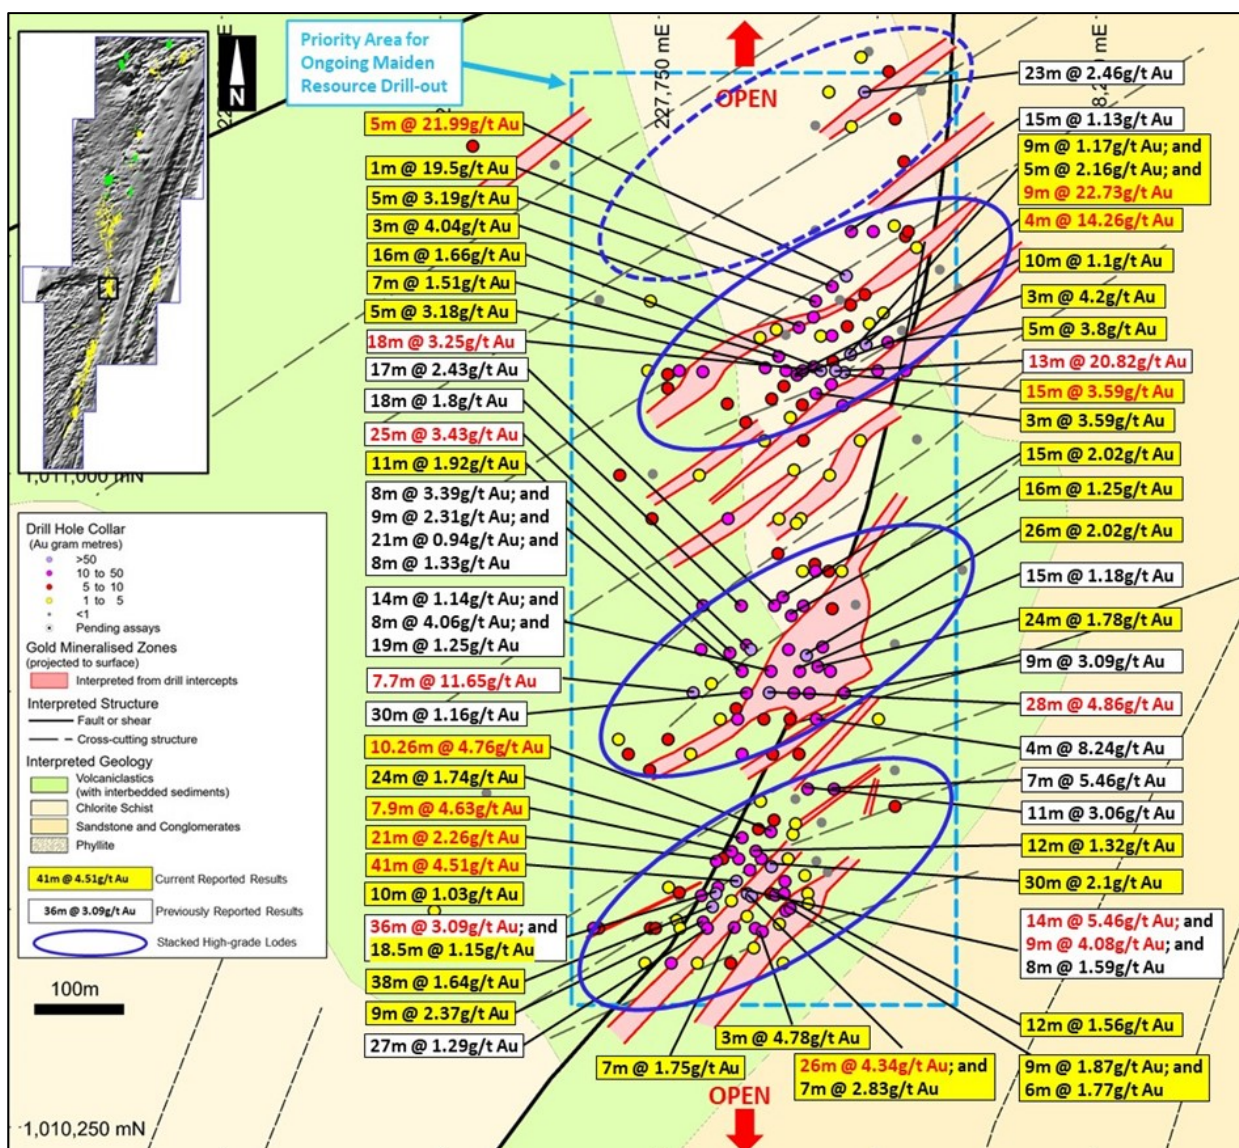 Priority Area for
Ongoing Maiden
Resource Drill-out
N
OPEN
227,750 mE
5m @ 21.99g/t Au
1m @ 19.5g/t Au
5m @ 3.19g/t Au
3m @ 4.04g/t Au
16m @ 1.66g/t Au
7m @ 1.51g/t Au
5m @ 3.18g/t Au
18m @ 3.25g/t Au
17m @ 2.43g/t Au
18m @ 1.8g/t Au
25m @ 3.43g/t Au
11m @ 1.92g/t Au
8m @ 3.39g/t Au; and
9m @ 2.31g/t Au; and
21m @ 0.94g/t Au; and
8m @ 1.33g/t Au
14m @ 1.14g/t Au; and
8m @ 4.06g/t Au; and
19m @ 1.25g/t Au
7.7m @ 11.65g/t Au
30m @ 1.16g/t Au
10.26m @ 4.76g/t Au
24m @ 1.74g/t Au
7.9m @ 4.63g/t Au
21m @ 2.26g/t Au
41m @ 4.51g/t Au
10m @ 1.03g/t Au
36m @ 3.09g/t Au; and
18.5m @ 1.15g/t Au
38m @ 1.64g/t Au
9m @ 2.37g/t Au
27m @ 1.29g/t Au
23m @ 2.46g/t Au
15m @ 1.13g/t Au
9m @ 1.17g/t Au; and
5m @ 2.16g/t Au; and
9m @ 22.73g/t Au
4m @ 14.26g/t Au
10m @ 1.1g/t Au
3m @ 4.2g/t Au
5m @ 3.8g/t Au
13m @ 20.82g/t Au
15m @ 3.59g/t Au
3m @ 3.59g/t Au
15m @ 2.02g/t Au
16m @ 1.25g/t Au
26m @ 2.02g/t Au
15m @ 1.18g/t Au
24m @ 1.78g/t Au
9m @ 3.09g/t Au
28m @ 4.86g/t Au
4m @ 8.24g/t Au
7m @ 5.46g/t Au
11m @ 3.06g/t Au
12m @ 1.32g/t Au
30m @ 2.1g/t Au
14m @ 5.46g/t Au; and
9m @ 4.08g/t Au; and
8m @ 1.59g/t Au
12m @ 1.56g/t Au
9m @ 1.87g/t Au; and
6m @ 1.77g/t Au
3m @ 4.78g/t Au
7m @ 1.75g/t Au
26m @ 4.34g/t Au; and
7m @ 2.83g/t Au
OPEN
1,011,000 mN
Drill Hole Collar
(Au gram metres)
>50
10 to 50
5 to 10
1 to 5
<1
Pending assays
Gold Mineralised Zones
(projected to surface)
Interpreted from drill intercepts
Interpreted Structure
Fault or shear
Cross-cutting structure
Interpreted Geology
Volcaniclastics
(with interbedded sediments)
Chlorite Schist
Sandstone and Conglomerates
Phyllite
41m @ 4.51g/t Au Current Reported Results
36m @ 3.09g/t Au Previously Reported Results
Stacked High-grade Lodes
100m
1,010,250 mN